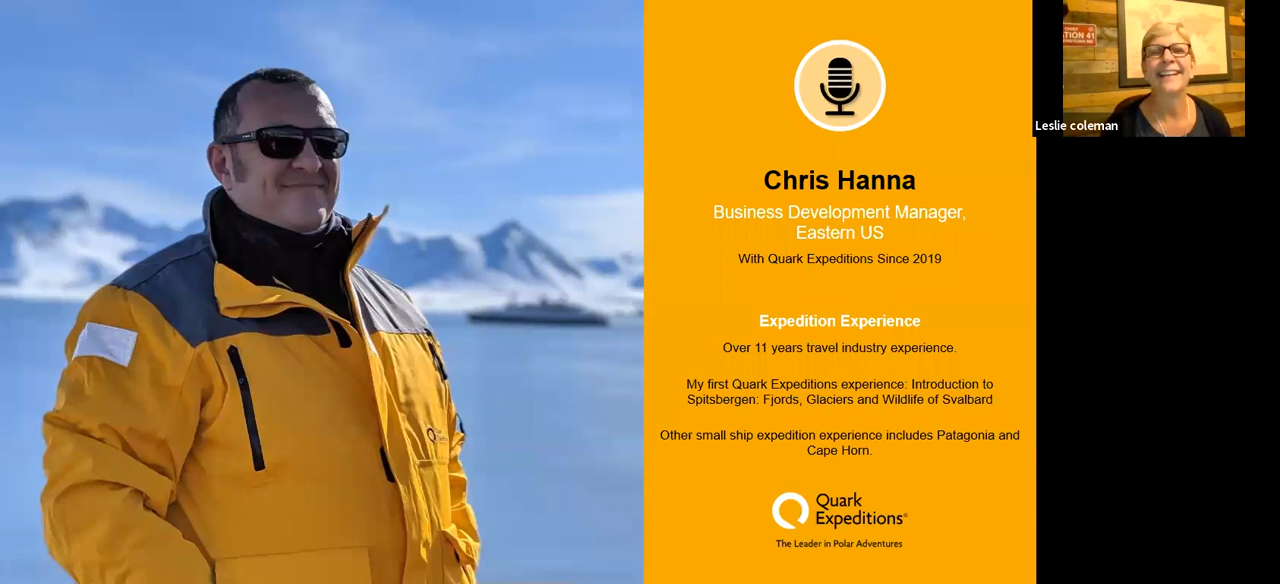 Chris Hanna
Business Development Manager,
Eastern US
With Quark Expeditions Since 2019
Expedition Experience
Over 11 years travel industry experience.
My first Quark Expeditions experience: Introduction to
Spitsbergen: Fjords, Glaciers and Wildlife of Svalbard
Other small ship expedition experience includes Patagonia and
Cape Horn.
Quark
Expeditions®
The Leader in Polar Adventures
ATION 41
Leslie coleman